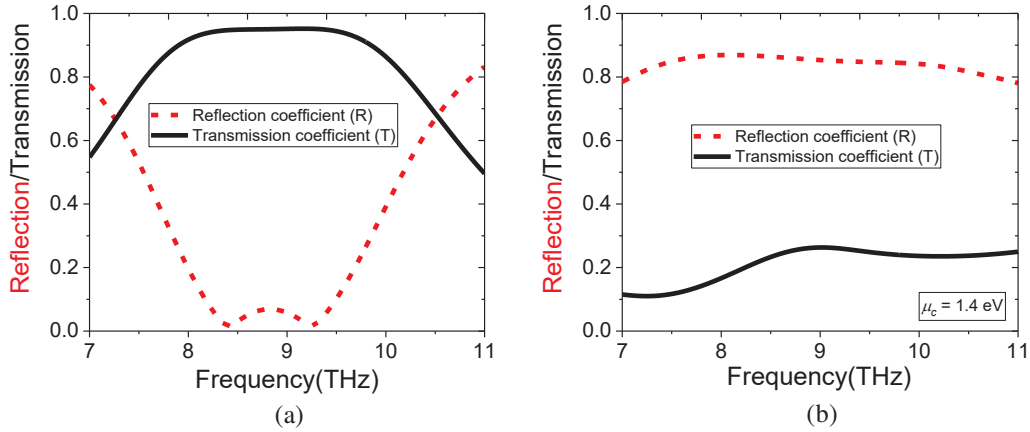 1.0
0.8
0.6
0.4
0.2
0.0
Reflection/Transmission
Reflection coefficient (R)
Transmission coefficient (T)
7 8 9 10 11
Frequency(THz)
(a)
1.0
0.8
0.6
0.4
0.2
0.0
Reflection/Transmission
Reflection coefficient (R)
Transmission coefficient (T)
μc = 1.4 eV
7 8 9 10 11
Frequency(THz)
(b)